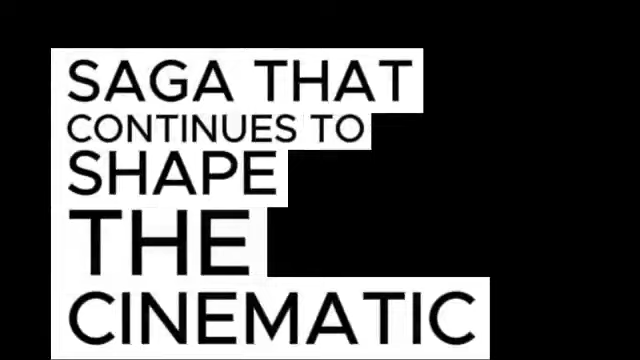 SAGA THAT
CONTINUES TO
SHAPE
THE
CINEMATIC